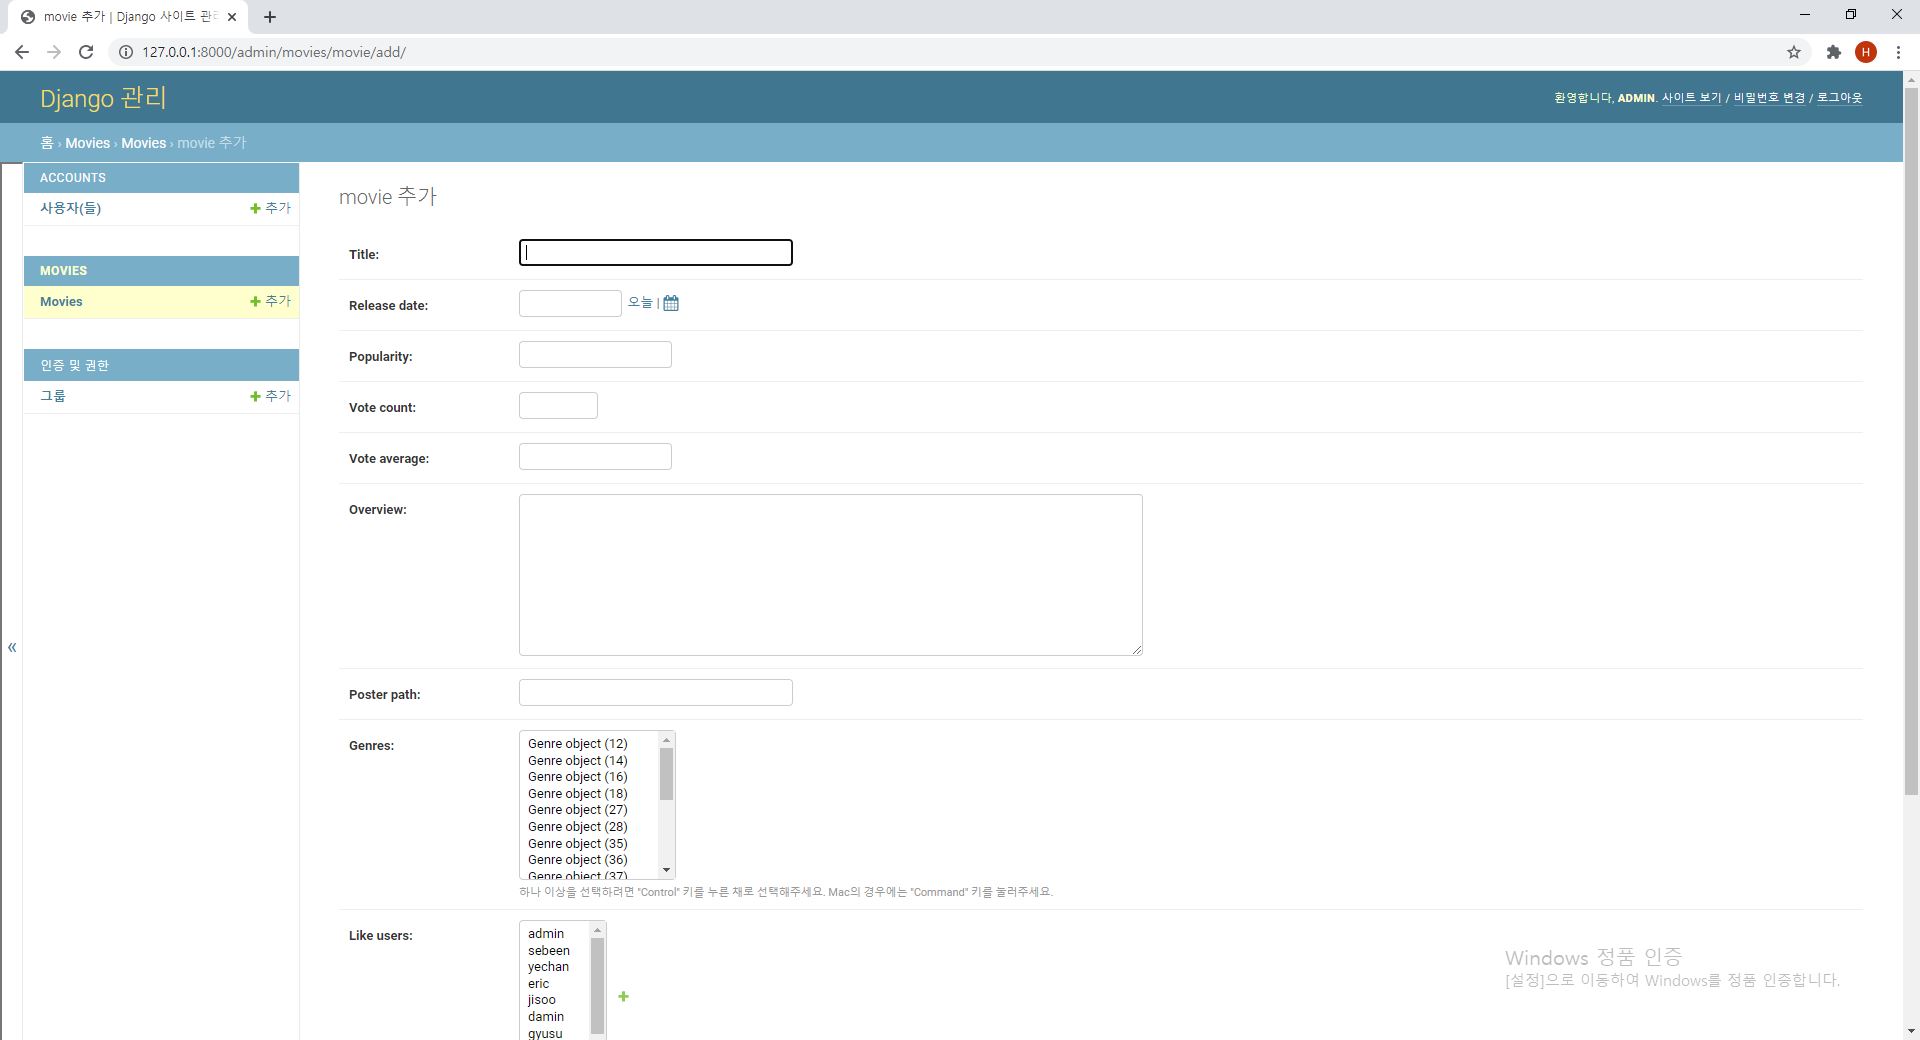 movie 추가 | Django 사이트 관리
127.0.0.1:8000/admin/movies/movie/add/
H
Django 관리
환영합니다, ADMIN. 사이트 보기 / 비밀번호 변경 / 로그아웃
홈 › Movies › Movies › movie 추가
ACCOUNTS
사용자(들) 추가
MOVIES
Movies 추가
인증 및 권한
그룹 추가
«
movie 추가
Title:
Release date: 오늘 |
Popularity:
Vote count:
Vote average:
Overview:
Poster path:
Genres:
Genre object (12)
Genre object (14)
Genre object (16)
Genre object (18)
Genre object (27)
Genre object (28)
Genre object (35)
Genre object (36)
Genre object (37)
하나 이상을 선택하려면 "Control" 키를 누른 채로 선택해주세요. Mac의 경우에는 "Command" 키를 눌러주세요.
Like users:
admin
sebeen
yechan
eric
jisoo
damin
gyusu
Windows 정품 인증
[설정]으로 이동하여 Windows를 정품 인증합니다.